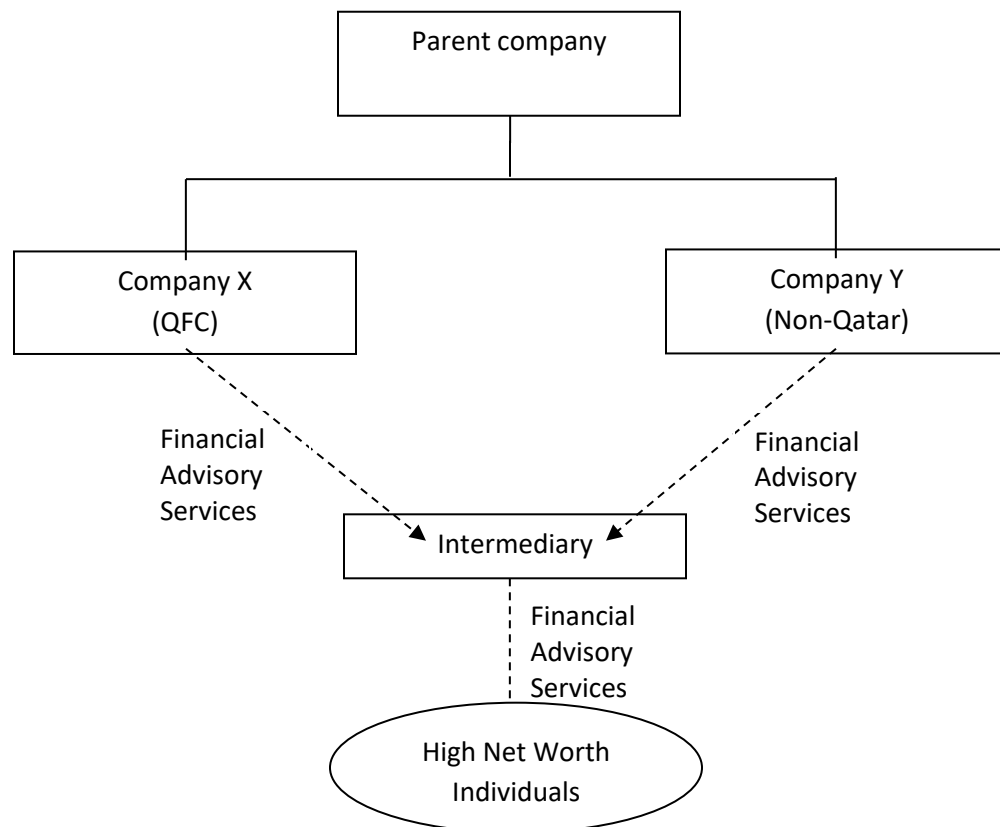 Parent company
Company X
(QFC)
Company Y
(Non-Qatar)
Financial
Advisory
Services
Financial
Advisory
Services
Intermediary
Financial
Advisory
Services
High Net Worth
Individuals